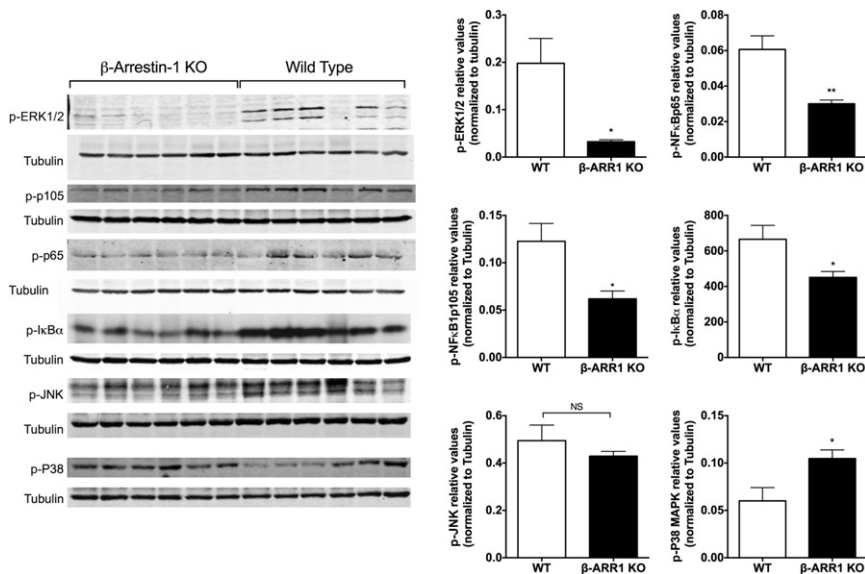 β-Arrestin-1 KO
Wild Type
p-ERK1/2
Tubulin
p-p105
Tubulin
p-p65
Tubulin
p-IκBα
Tubulin
p-JNK
Tubulin
p-P38
Tubulin
p-ERK1/2 relative values
(normalized to tubulin)
0.3
0.2
0.1
0.0
*
WT
β-ARR1 KO
p-NFκBp65 relative values
(normalized to tubulin)
0.08
0.06
0.04
0.02
0.00
**
WT
β-ARR1 KO
p-NFκB1p105 relative values
(normalized to Tubulin)
0.15
0.10
0.05
0.00
*
WT
β-ARR1 KO
p-IκBα relative values
(normalized to Tubulin)
800
600
400
200
0
*
WT
β-ARR1 KO
p-JNK relative values
(normalized to Tubulin)
0.6
0.4
0.2
0.0
NS
WT
β-ARR1 KO
p-P38 MAPK relative values
(normalized to Tubulin)
0.15
0.10
0.05
0.00
*
WT
β-ARR1 KO